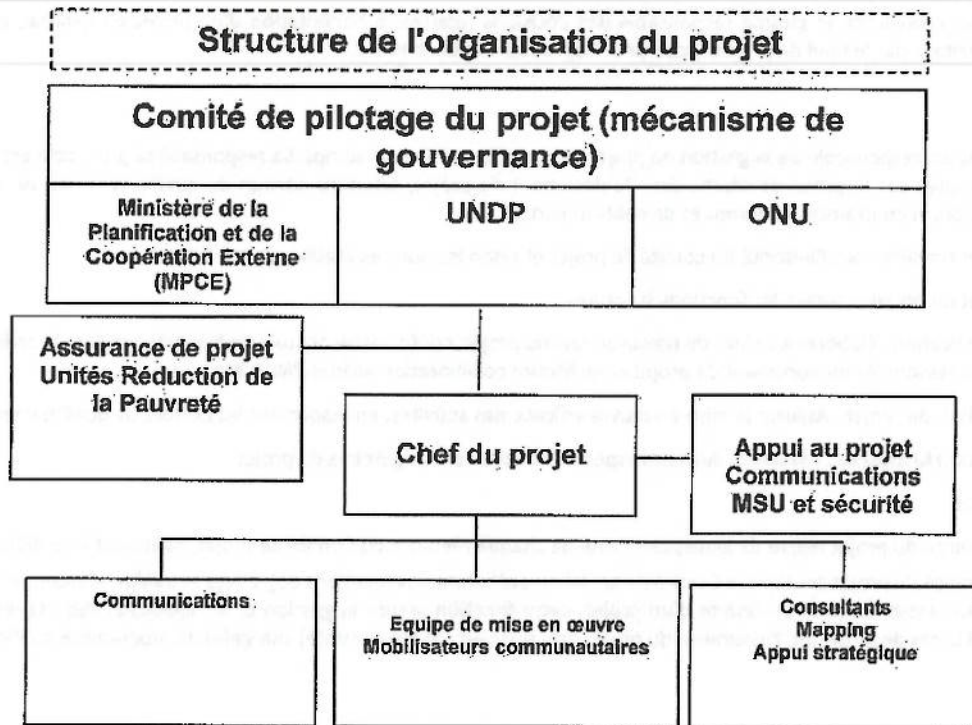 Structure de l'organisation du projet
Comité de pilotage du projet (mécanisme de
gouvernance)
Ministère de la
Planification et de la
Coopération Externe
(MPCE)
UNDP
ONU
Assurance de projet
Unités Réduction de
la Pauvreté
Chef du projet
Appui au projet
Communications
MSU et sécurité
Communications
Equipe de mise en œuvre
Mobilisateurs communautaires
Consultants
Mapping
Appui stratégique